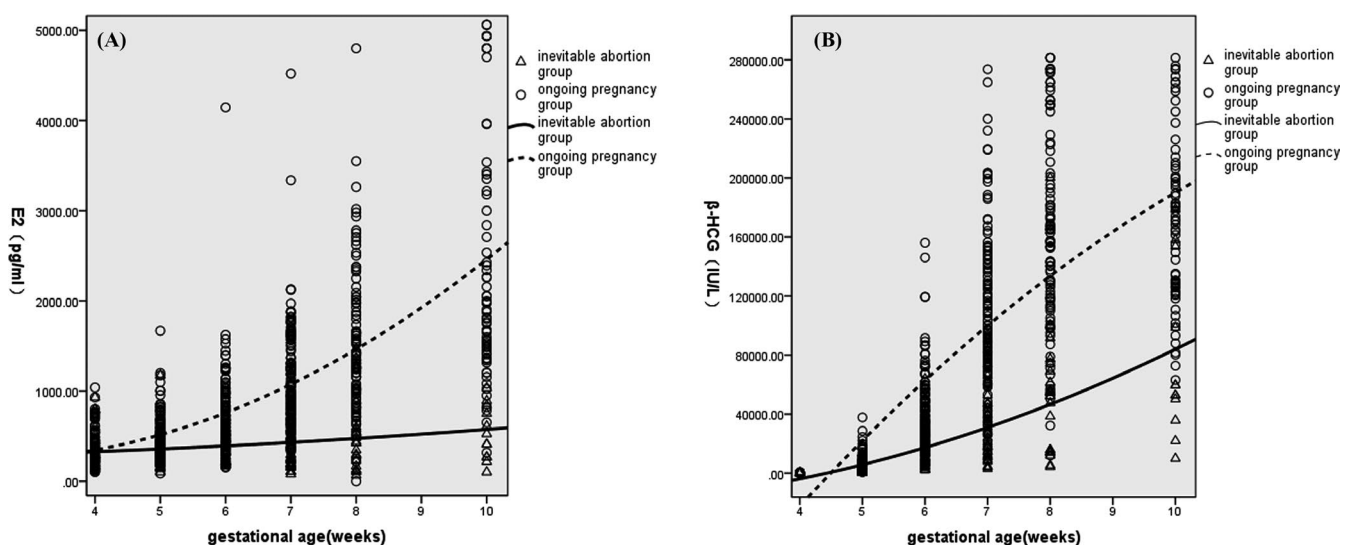 (A)
5000.00
4000.00
3000.00
2000.00
1000.00
.00
E2 (pg/ml)
4 5 6 7 8 9 10
gestational age(weeks)
inevitable abortion
group
ongoing pregnancy
group
inevitable abortion
group
ongoing pregnancy
group
(B)
280000.00
240000.00
200000.00
160000.00
120000.00
80000.00
40000.00
.00
β-HCG (IU/L)
4 5 6 7 8 9 10
gestational age(weeks)
inevitable abortion
group
ongoing pregnancy
group
inevitable abortion
group
ongoing pregnancy
group